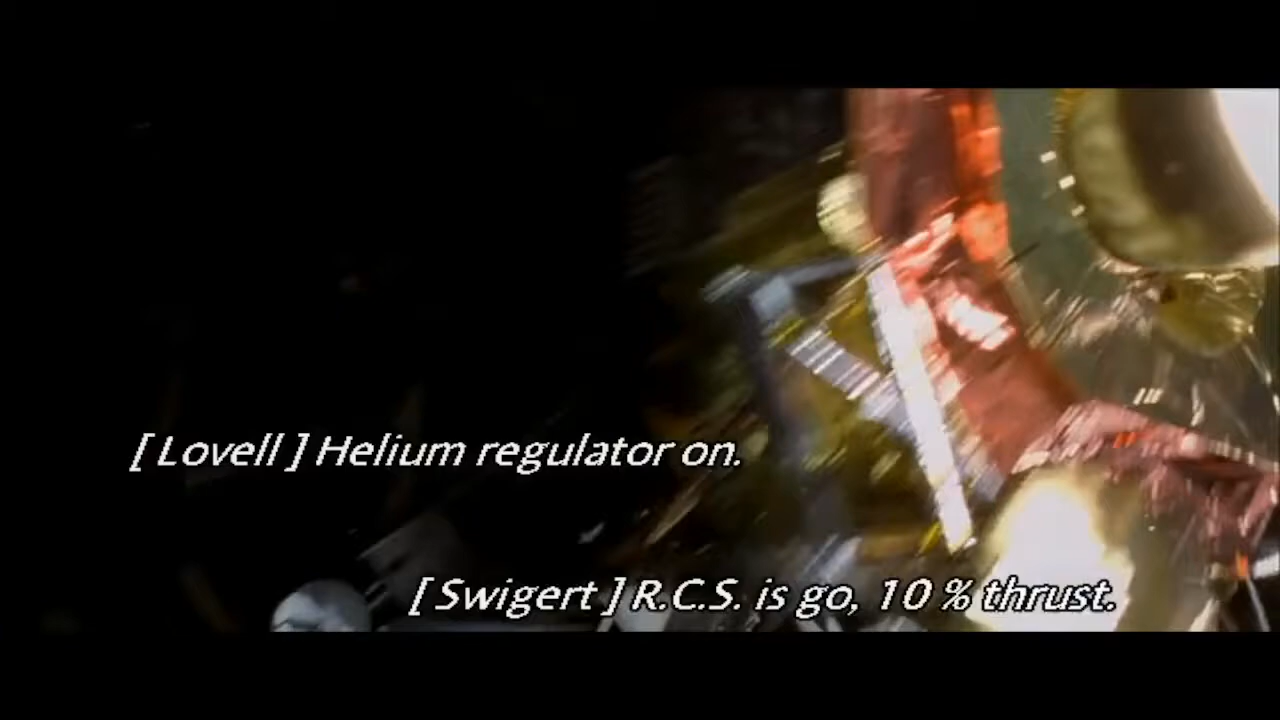 [ Lovell ] Helium regulator on.
[ Swigert ] R.C.S. is go, 10 % thrust.